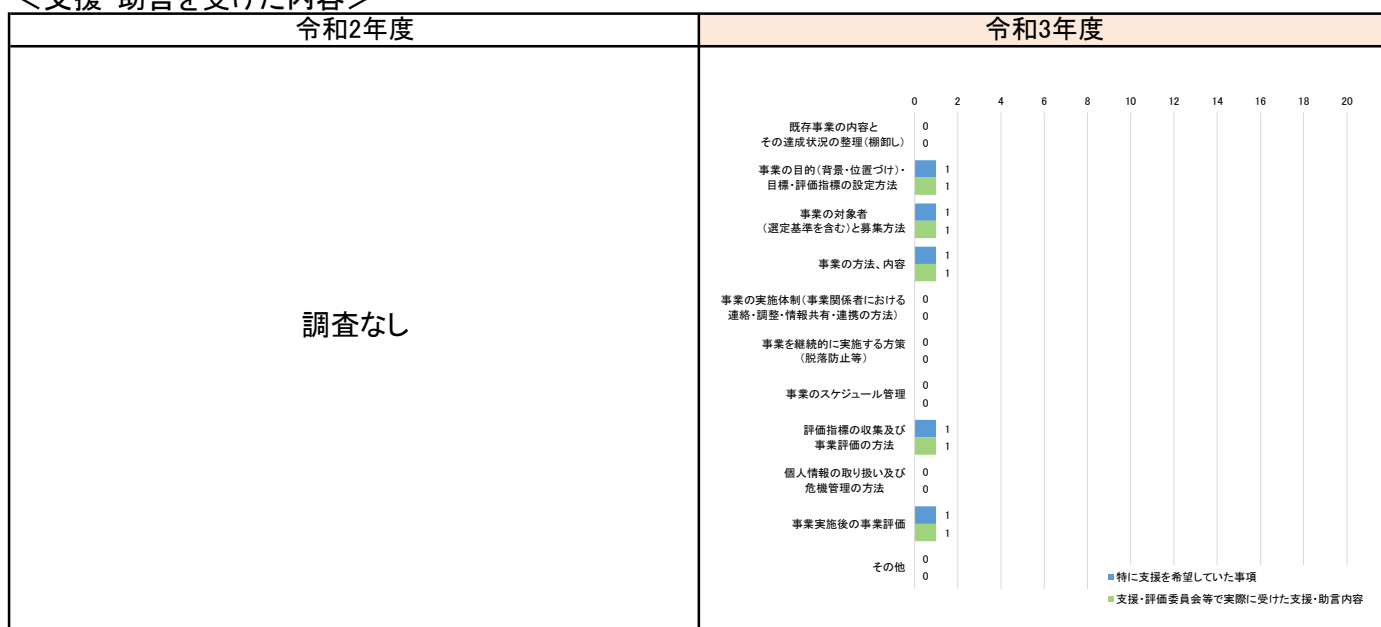 ＜支援・助言を受けた内容＞
令和2年度
令和3年度
調査なし
0 2 4 6 8 10 12 14 16 18 20
既存事業の内容と
その達成状況の整理（棚卸し）
0
0
事業の目的（背景・位置づけ）・
目標・評価指標の設定方法
1
1
事業の対象者
（選定基準を含む）と募集方法
1
1
事業の方法、内容
1
1
事業の実施体制（事業関係者における
連絡・調整・情報共有・連携の方法）
0
0
事業を継続的に実施する方策
（脱落防止等）
0
0
事業のスケジュール管理
0
0
評価指標の収集及び
事業評価の方法
1
1
個人情報の取り扱い及び
危機管理の方法
0
0
事業実施後の事業評価
1
1
その他
0
0
特に支援を希望していた事項
支援・評価委員会等で実際に受けた支援・助言内容